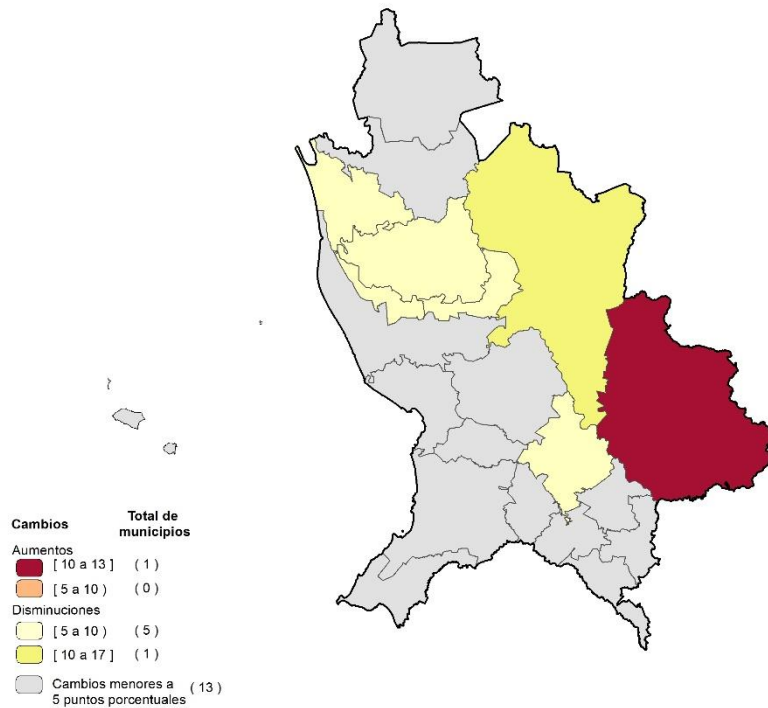 Cambios Total de
municipios
Aumentos
[ 10 a 13 ] ( 1 )
[ 5 a 10 ) ( 0 )
Disminuciones
[ 5 a 10 ) ( 5 )
[ 10 a 17 ] ( 1 )
Cambios menores a ( 13 )
5 puntos porcentuales